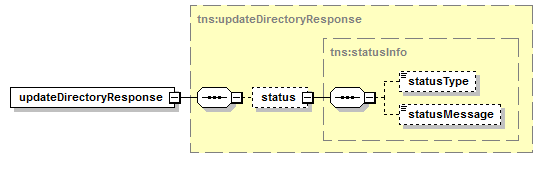 tns:updateDirectoryResponse
tns:statusInfo
statusType
updateDirectoryResponse
status
statusMessage